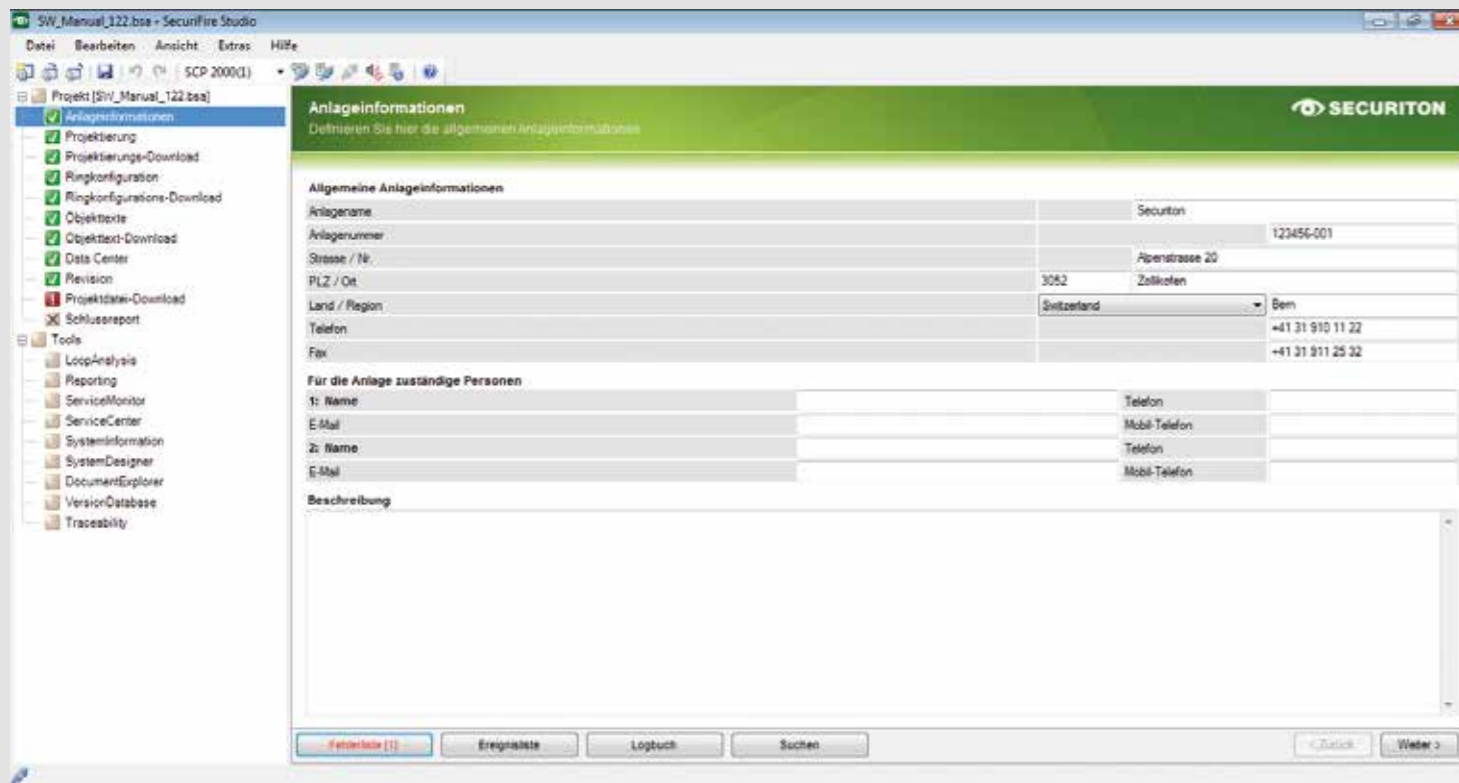 SW_Manual_122.bsa - SecuriFire Studio
Datei Bearbeiten Ansicht Extras Hilfe
SCP 2000(1)
Projekt [SW_Manual_122.bsa]
Anlageinformationen
Projektierung
Projektierungs-Download
Ringkonfiguration
Ringkonfigurations-Download
Objekttexte
Objekttext-Download
Data Center
Revision
Projektdatei-Download
Schlussreport
Tools
LoopAnalysis
Reporting
ServiceMonitor
ServiceCenter
SystemInformation
SystemDesigner
DocumentExplorer
VersionDatabase
Traceability
Anlageinformationen
Definieren Sie hier die allgemeinen Anlageinformationen
SECURITON
Allgemeine Anlageinformationen
Anlagename Securiton
Anlagenummer 123456-001
Strasse / Nr. Alpenstrasse 20
PLZ / Ort 3052 Zollikofen
Land / Region Switzerland Bern
Telefon +41 31 910 11 22
Fax +41 31 911 25 32
Für die Anlage zuständige Personen
1: Name Telefon
E-Mail Mobil-Telefon
2: Name Telefon
E-Mail Mobil-Telefon
Beschreibung
Fehlerliste [1] Ereignisliste Logbuch Suchen < Zurück Weiter >